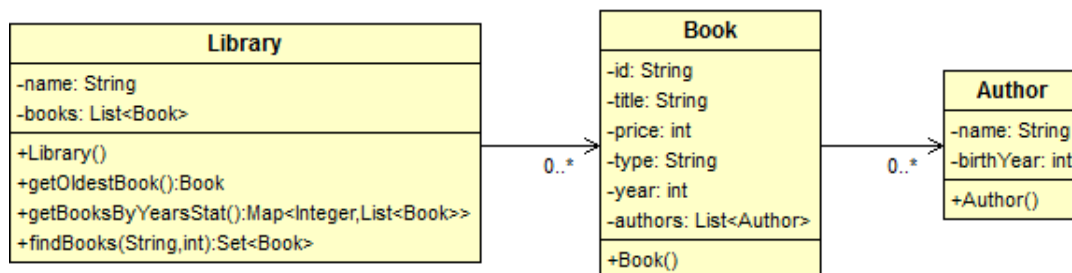 Library
-name: String
-books: List<Book>
+Library()
+getOldestBook():Book
+getBooksByYearsStat():Map<Integer,List<Book>>
+findBooks(String,int):Set<Book>
0..*
Book
-id: String
-title: String
-price: int
-type: String
-year: int
-authors: List<Author>
+Book()
0..*
Author
-name: String
-birthYear: int
+Author()